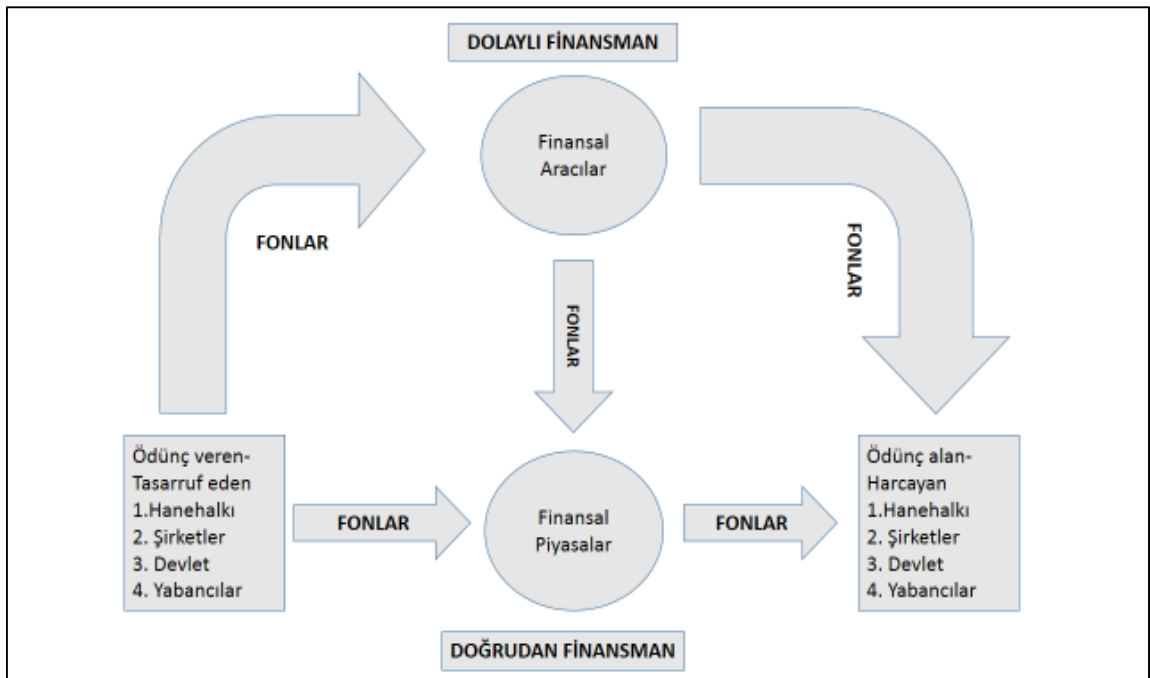 DOLAYLI FİNANSMAN
Finansal
Aracılar
FONLAR
FONLAR
FONLAR
Ödünç veren-
Tasarruf eden
1.Hanehalkı
2. Şirketler
3. Devlet
4. Yabancılar
FONLAR
Finansal
Piyasalar
FONLAR
Ödünç alan-
Harcayan
1.Hanehalkı
2. Şirketler
3. Devlet
4. Yabancılar
DOĞRUDAN FİNANSMAN